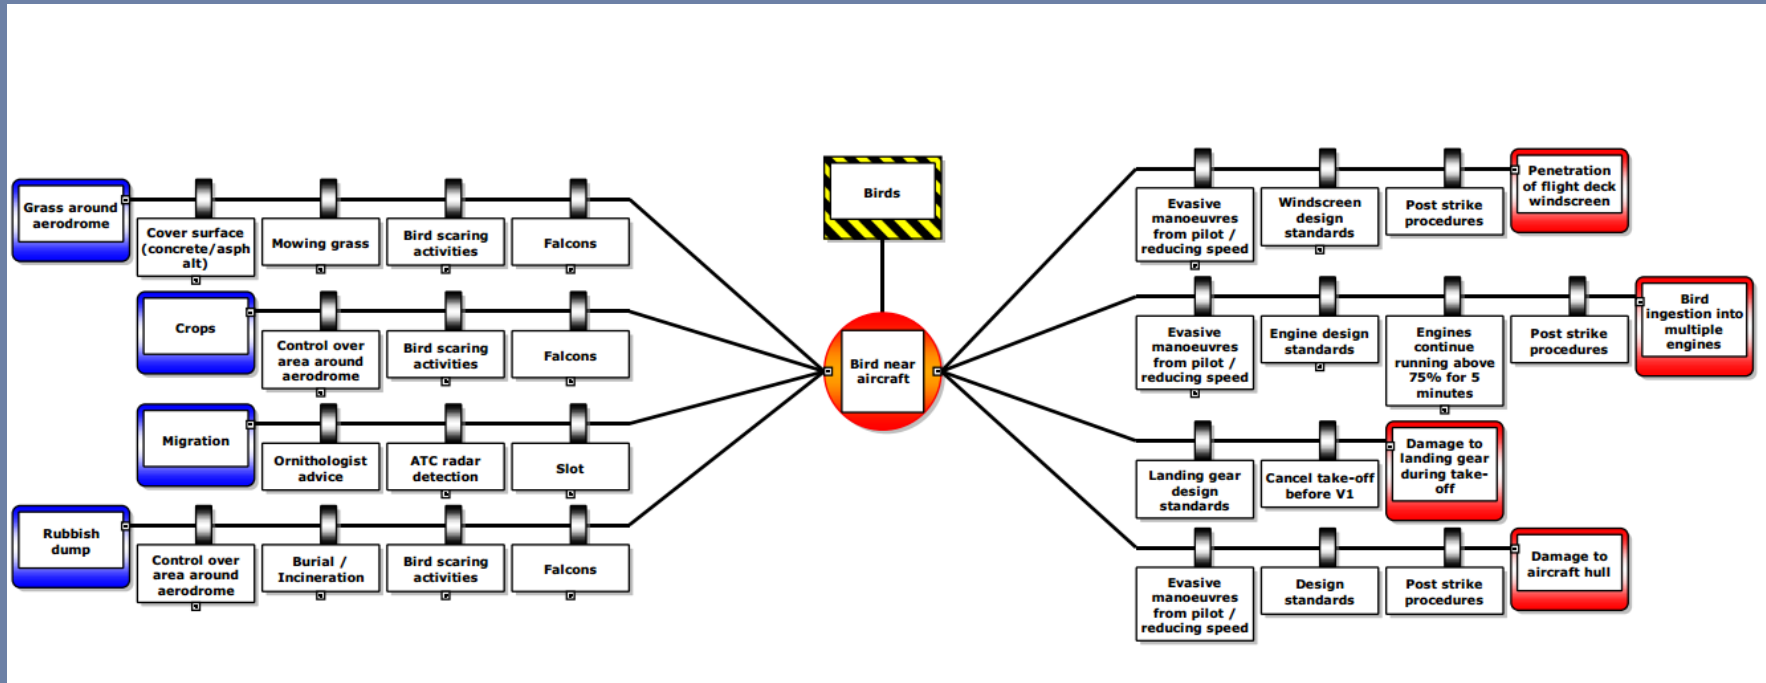 Birds
Grass around
aerodrome
Cover surface
(concrete/asph
alt)
Mowing grass
Bird scaring
activities
Falcons
Crops
Control over
area around
aerodrome
Bird scaring
activities
Falcons
Migration
Ornithologist
advice
ATC radar
detection
Slot
Rubbish
dump
Control over
area around
aerodrome
Burial /
Incineration
Bird scaring
activities
Falcons
Bird near
aircraft
Evasive
manoeuvres
from pilot /
reducing speed
Windscreen
design
standards
Post strike
procedures
Penetration
of flight deck
windscreen
Evasive
manoeuvres
from pilot /
reducing speed
Engine design
standards
Engines
continue
running above
75% for 5
minutes
Post strike
procedures
Bird
ingestion into
multiple
engines
Landing gear
design
standards
Cancel take-off
before V1
Damage to
landing gear
during take-
off
Evasive
manoeuvres
from pilot /
reducing speed
Design
standards
Post strike
procedures
Damage to
aircraft hull